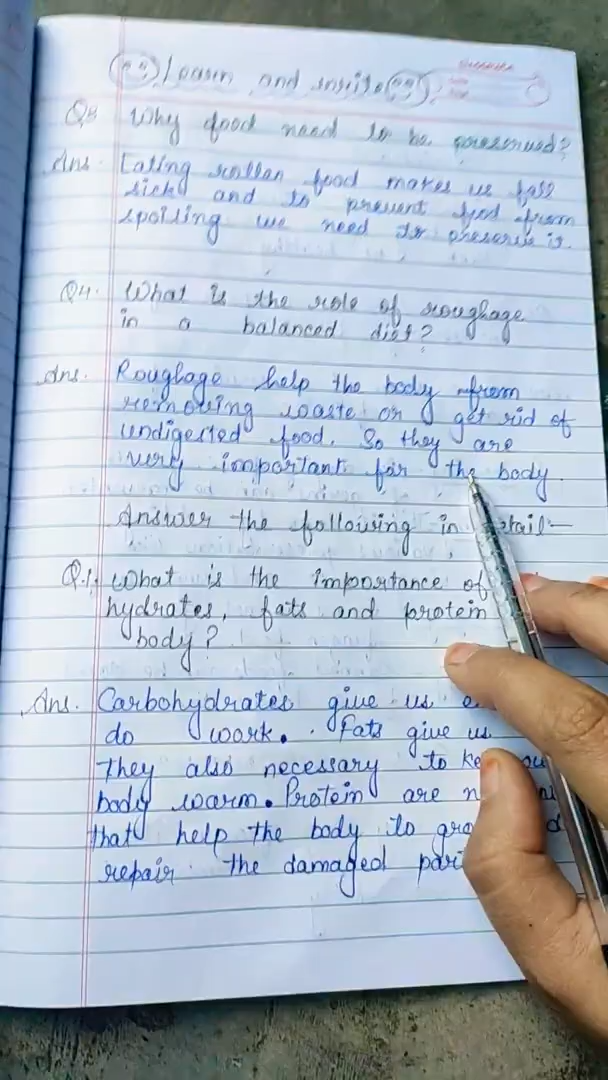 Learn and write
Q3 Why food need to be preserved?
Ans. Eating rotten food makes us fall
sick and to prevent food from
spoiling we need to preserve it.
Q4. What is the role of roughage
in a balanced diet?
Ans. Roughage help the body from
removing waste or get rid of
undigested food. So they are
very important for the body.
Answer the following in etail-
Q.1. What is the importance of
hydrates, fats and protein
body?
Ans. Carbohydrates give us
do work. Fats give us
They also necessary to
body warm. Protein are
that help the body to
repair the damaged